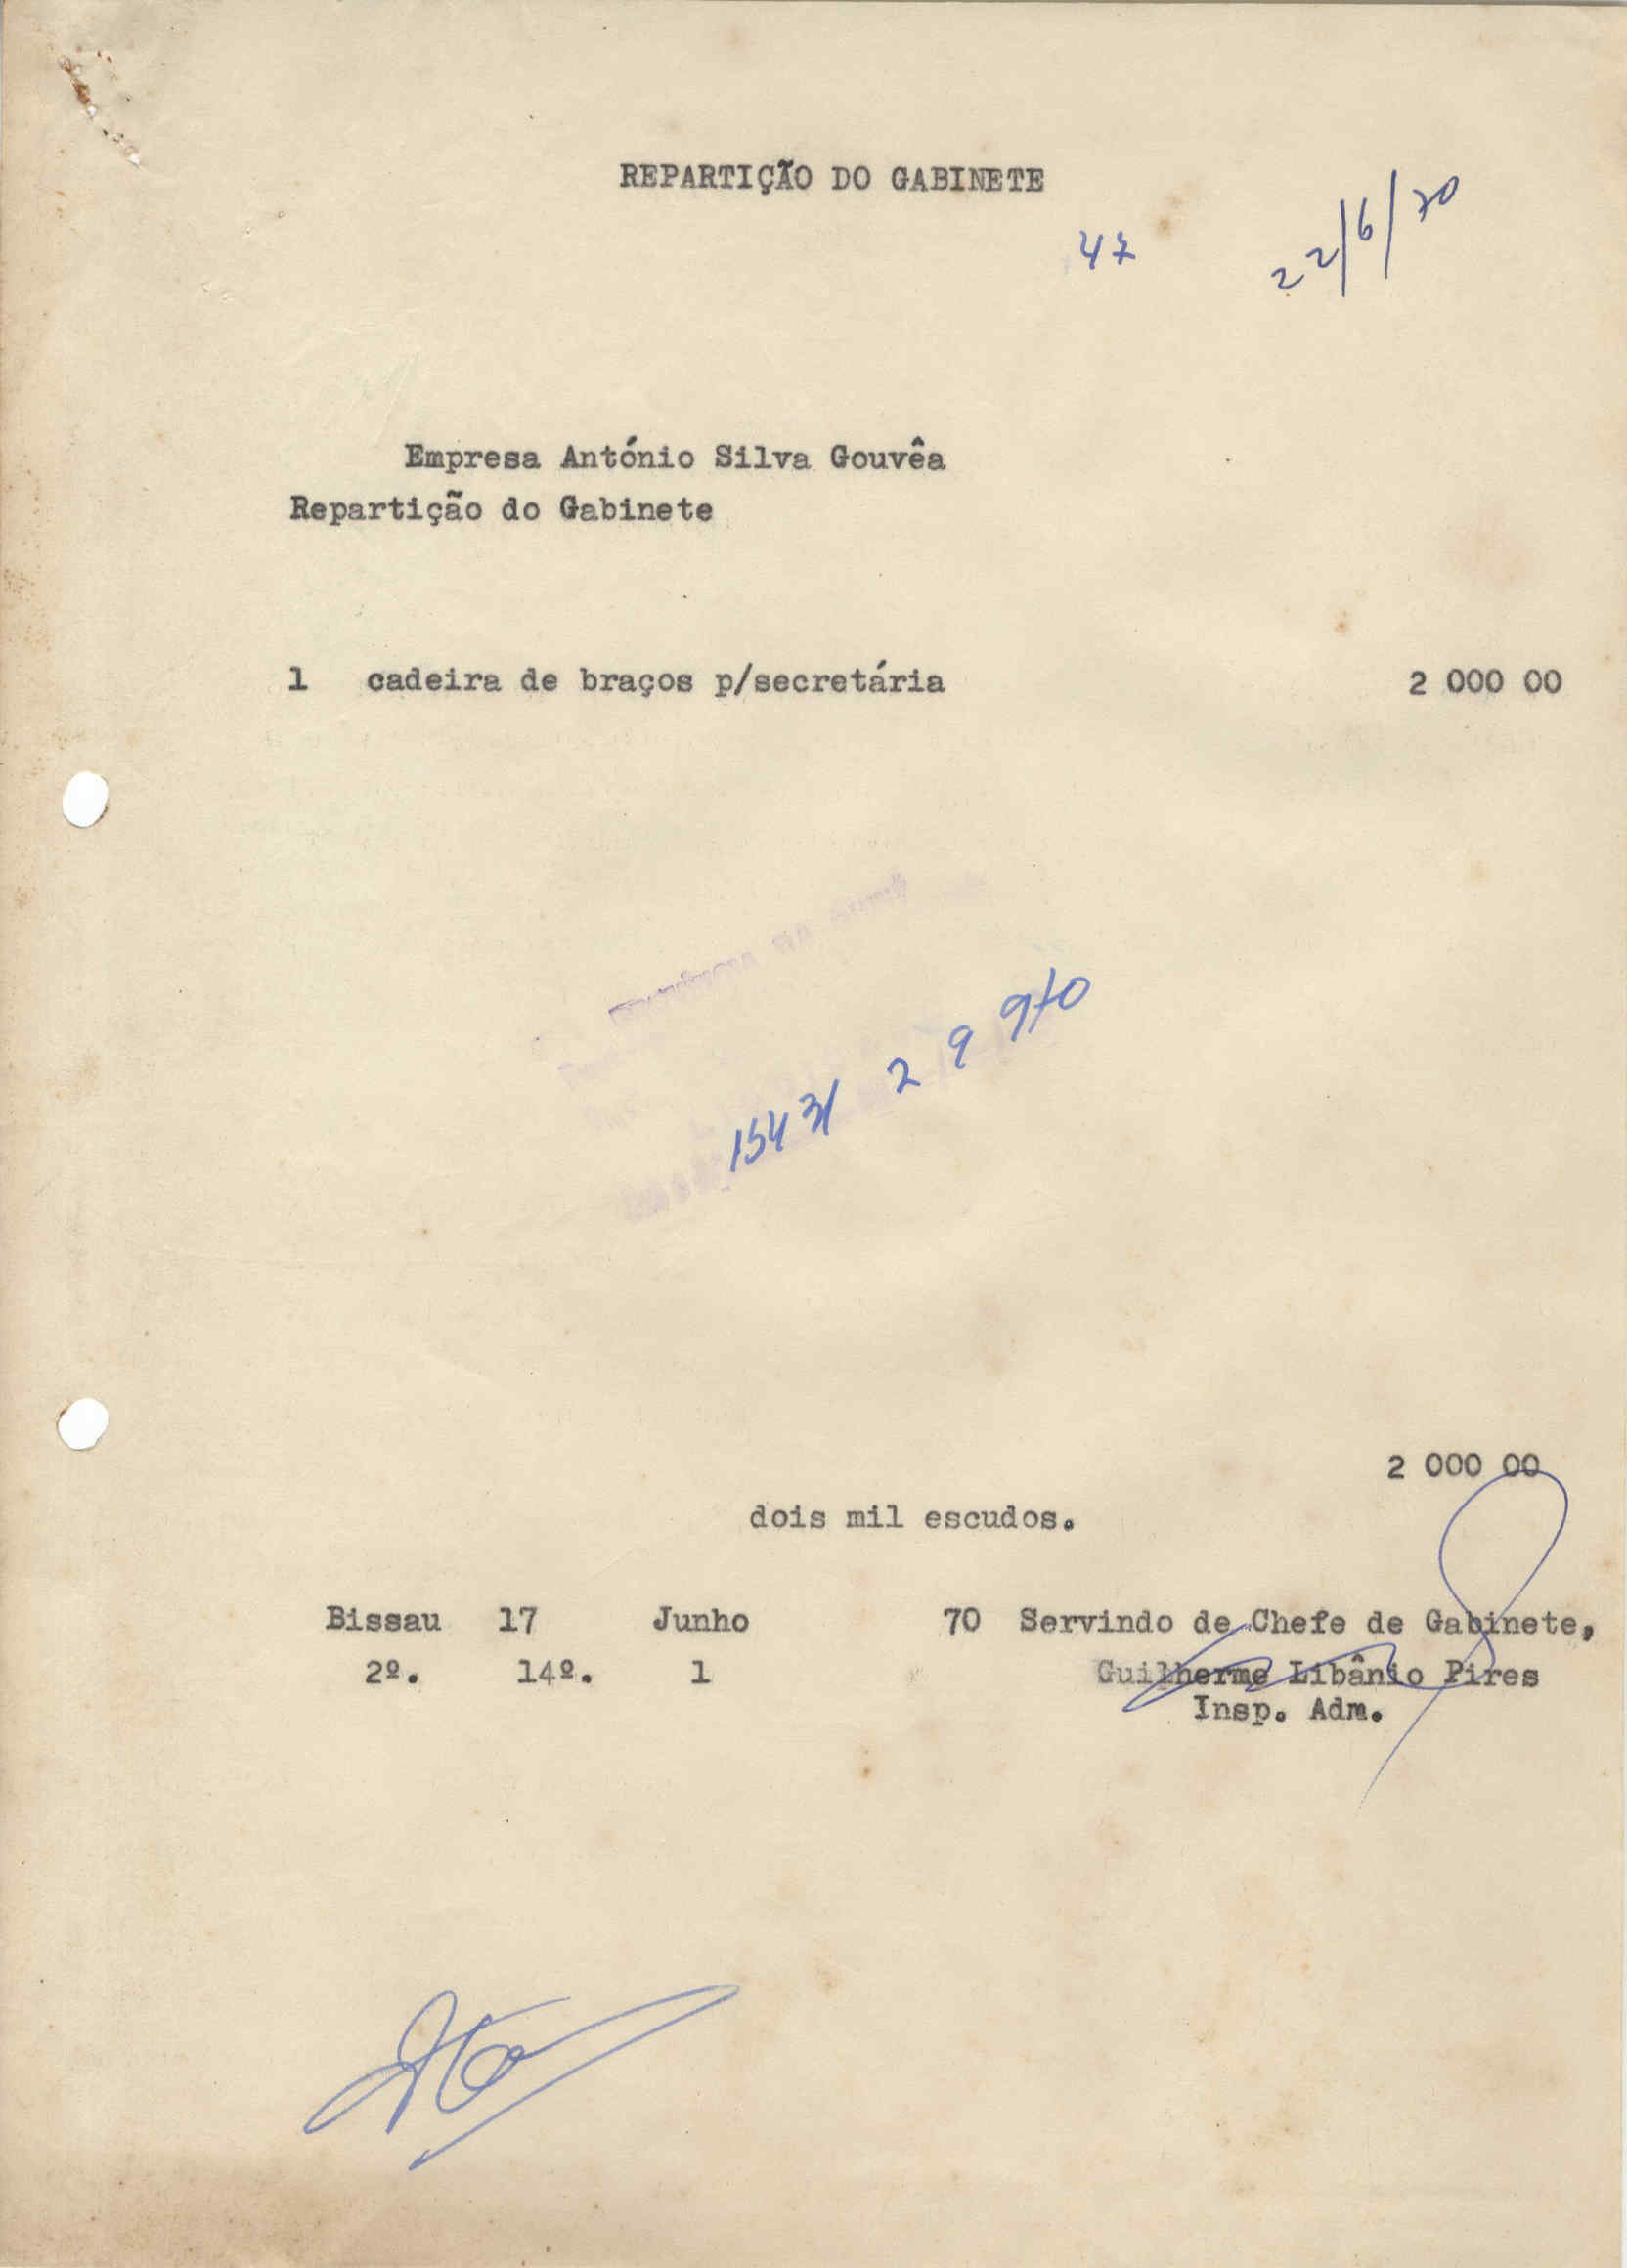 REPARTIÇÃO DO GABINETE
47
22/6/70
Empresa António Silva Gouvêa
Repartição do Gabinete
1 cadeira de braços p/secretária 2 000 00
1543/ 2 9 970
2 000 00
dois mil escudos.
Bissau 17 Junho 70 Servindo de Chefe de Gabinete,
2º. 14º. 1 Guilherme Libânio Pires
Insp. Adm.